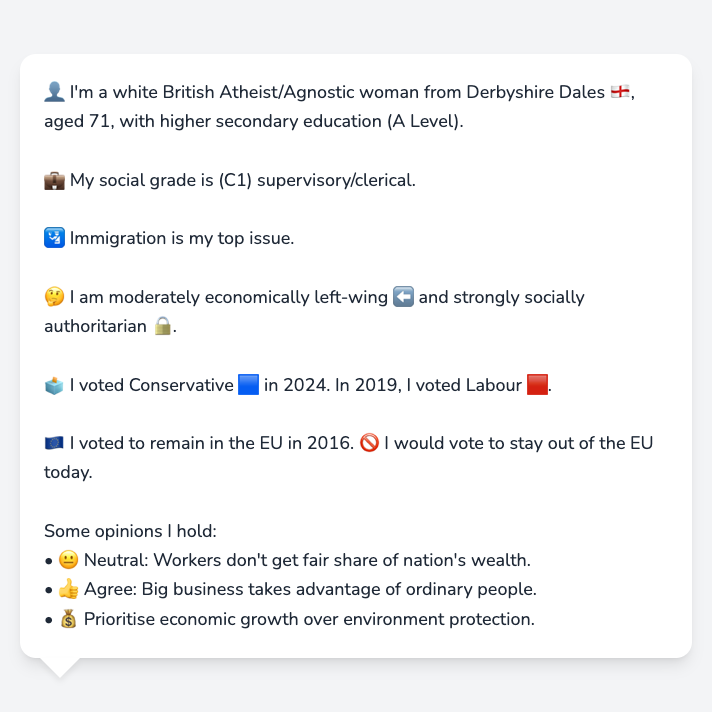 👤 I'm a white British Atheist/Agnostic woman from Derbyshire Dales 🏴󠁧󠁢󠁥󠁮󠁧󠁿,
aged 71, with higher secondary education (A Level).
💼 My social grade is (C1) supervisory/clerical.
🛂 Immigration is my top issue.
🤔 I am moderately economically left-wing ⬅️ and strongly socially
authoritarian 🔒.
🗳️ I voted Conservative 🟦 in 2024. In 2019, I voted Labour 🟥.
🇪🇺 I voted to remain in the EU in 2016. 🚫 I would vote to stay out of the EU
today.
Some opinions I hold:
• 😐 Neutral: Workers don't get fair share of nation's wealth.
• 👍 Agree: Big business takes advantage of ordinary people.
• 💰 Prioritise economic growth over environment protection.